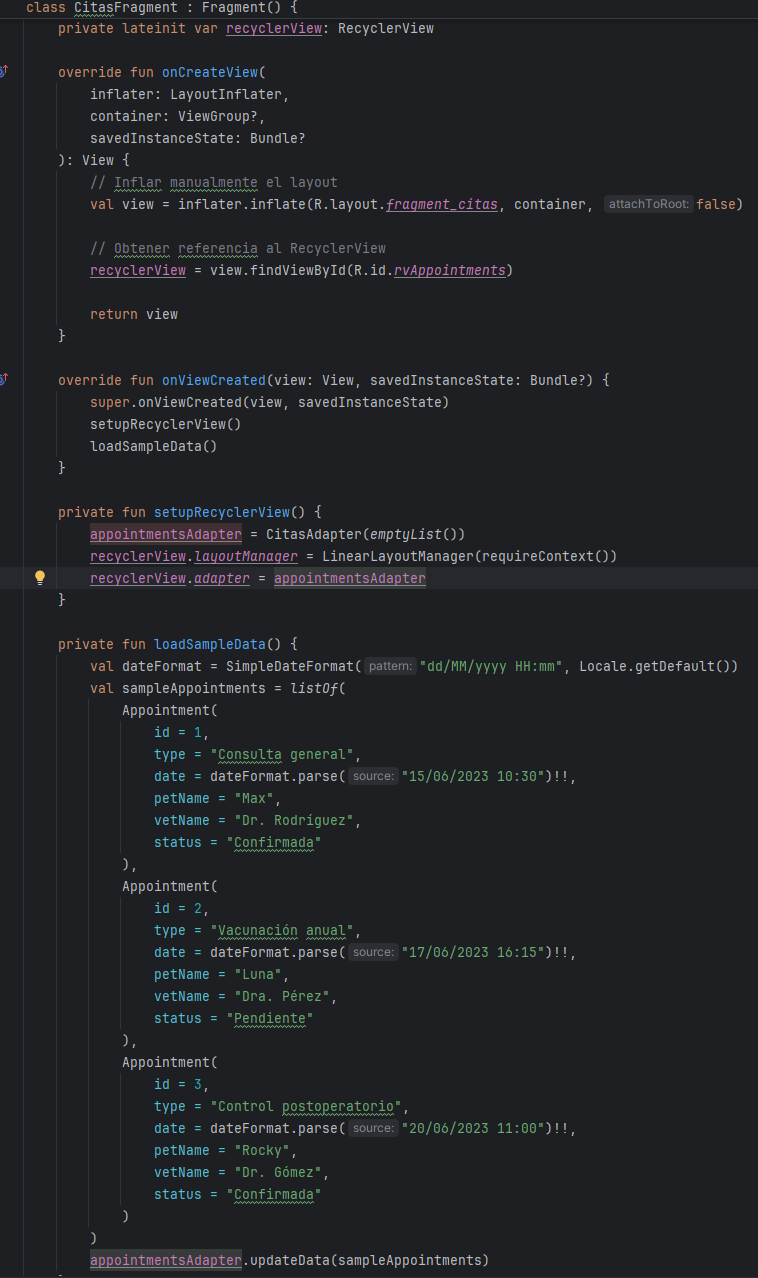 class CitasFragment : Fragment() {
    private lateinit var recyclerView: RecyclerView

    override fun onCreateView(
        inflater: LayoutInflater,
        container: ViewGroup?,
        savedInstanceState: Bundle?
    ): View {
        // Inflar manualmente el layout
        val view = inflater.inflate(R.layout.fragment_citas, container, attachToRoot: false)

        // Obtener referencia al RecyclerView
        recyclerView = view.findViewById(R.id.rvAppointments)

        return view
    }

    override fun onViewCreated(view: View, savedInstanceState: Bundle?) {
        super.onViewCreated(view, savedInstanceState)
        setupRecyclerView()
        loadSampleData()
    }

    private fun setupRecyclerView() {
        appointmentsAdapter = CitasAdapter(emptyList())
        recyclerView.layoutManager = LinearLayoutManager(requireContext())
        recyclerView.adapter = appointmentsAdapter
    }

    private fun loadSampleData() {
        val dateFormat = SimpleDateFormat( pattern: "dd/MM/yyyy HH:mm", Locale.getDefault())
        val sampleAppointments = listOf(
            Appointment(
                id = 1,
                type = "Consulta general",
                date = dateFormat.parse( source: "15/06/2023 10:30")!!,
                petName = "Max",
                vetName = "Dr. Rodríguez",
                status = "Confirmada"
            ),
            Appointment(
                id = 2,
                type = "Vacunación anual",
                date = dateFormat.parse( source: "17/06/2023 16:15")!!,
                petName = "Luna",
                vetName = "Dra. Pérez",
                status = "Pendiente"
            ),
            Appointment(
                id = 3,
                type = "Control postoperatorio",
                date = dateFormat.parse( source: "20/06/2023 11:00")!!,
                petName = "Rocky",
                vetName = "Dr. Gómez",
                status = "Confirmada"
            )
        )
        appointmentsAdapter.updateData(sampleAppointments)